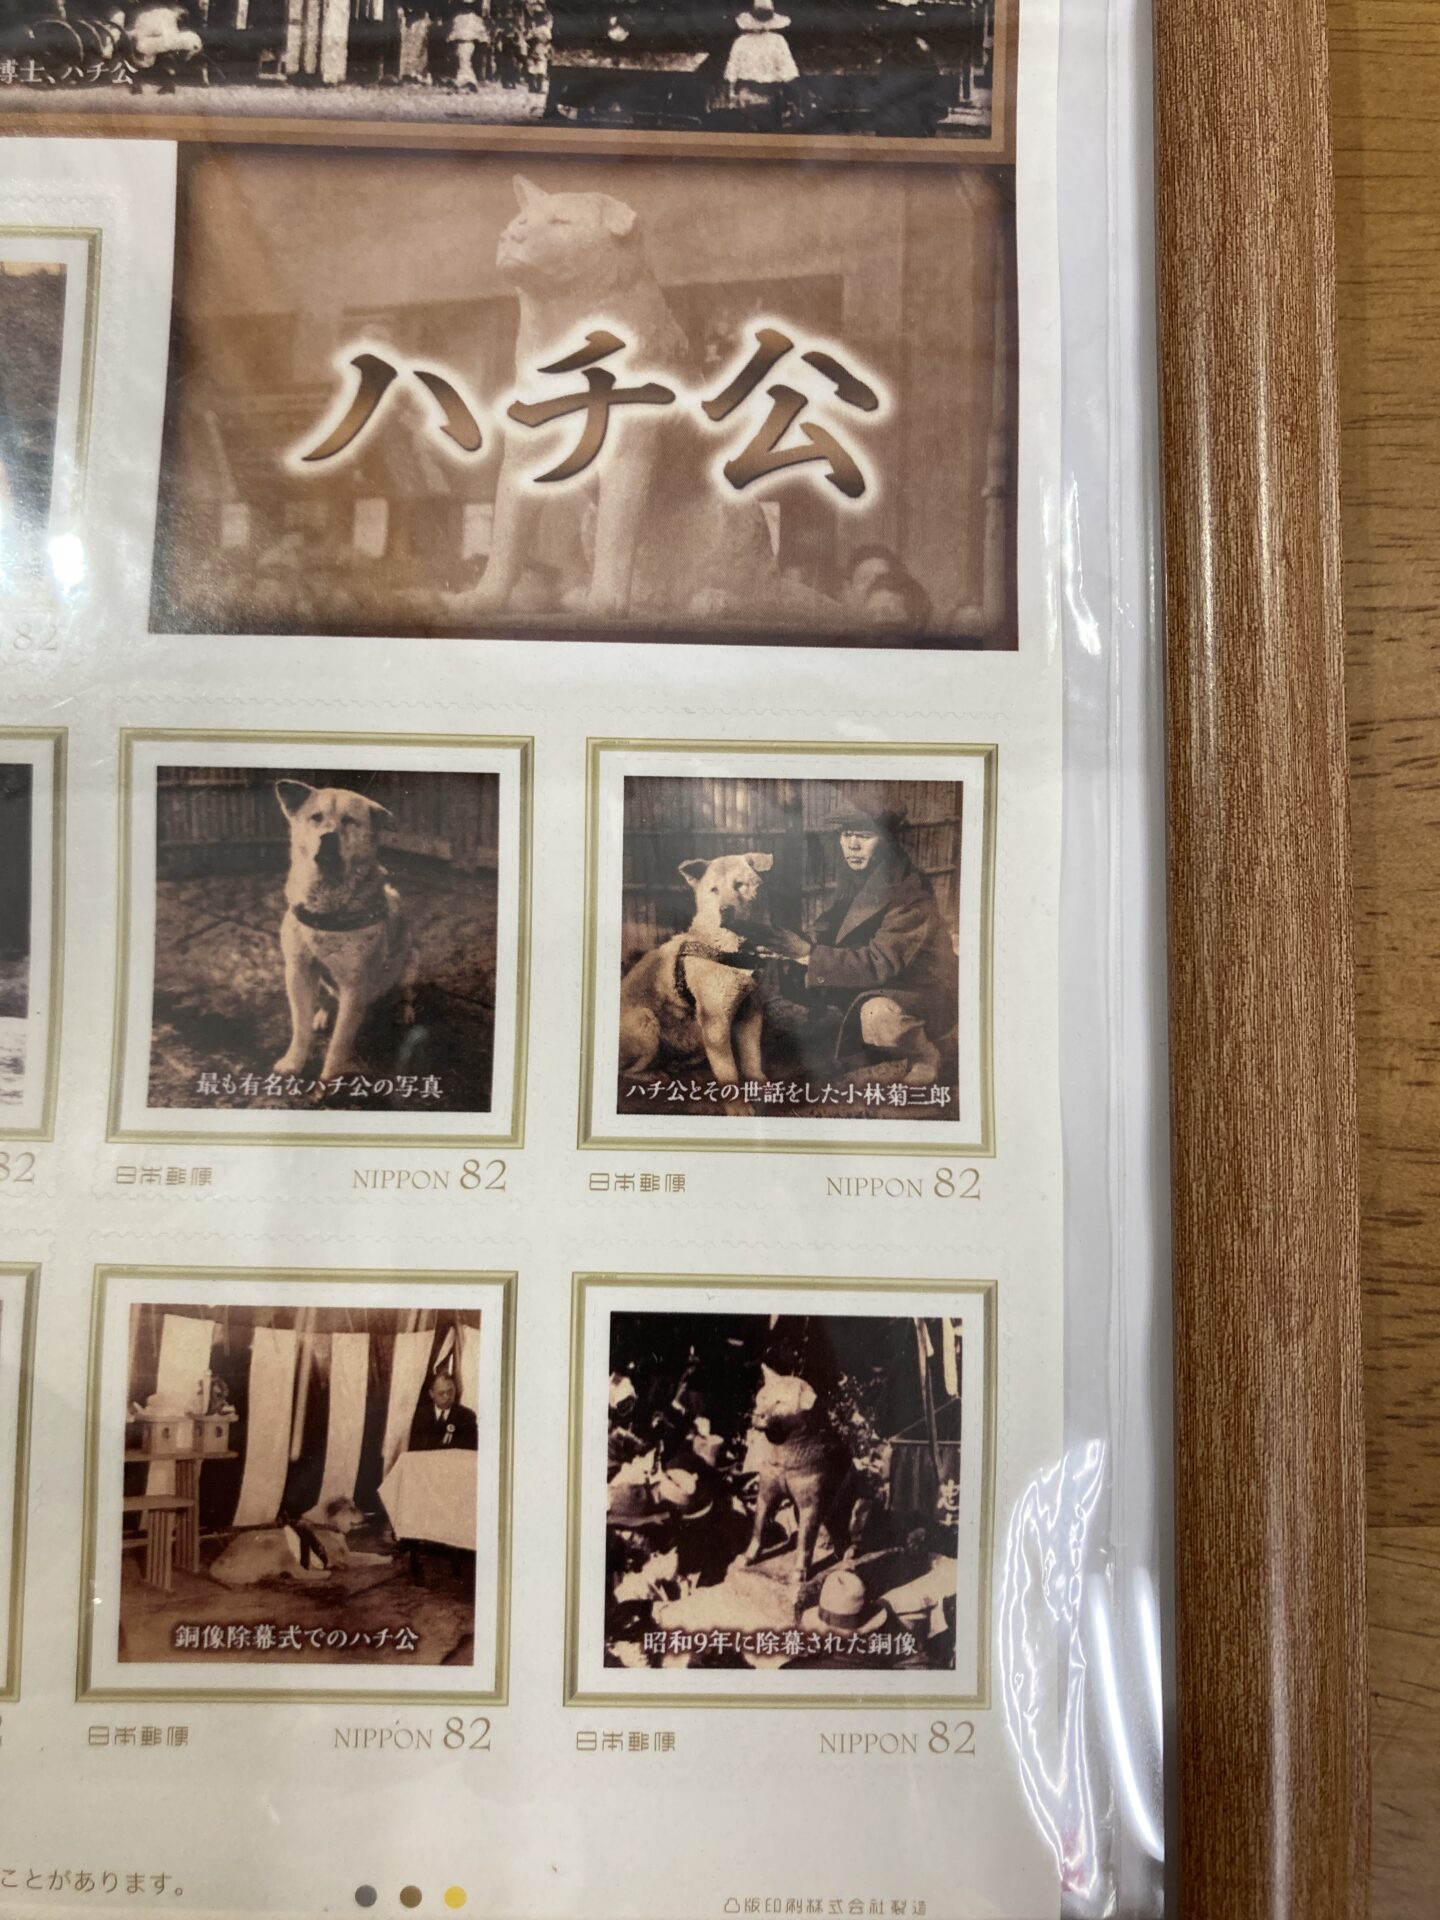 博士、ハチ公
ハチ公
82
最も有名なハチ公の写真
ハチ公とその世話をした小林菊三郎
82
日本郵便 NIPPON 82
日本郵便 NIPPON 82
銅像除幕式でのハチ公
昭和9年に除幕された銅像
日本郵便 NIPPON 82
日本郵便 NIPPON 82
ことがあります。
凸版印刷株式会社製造